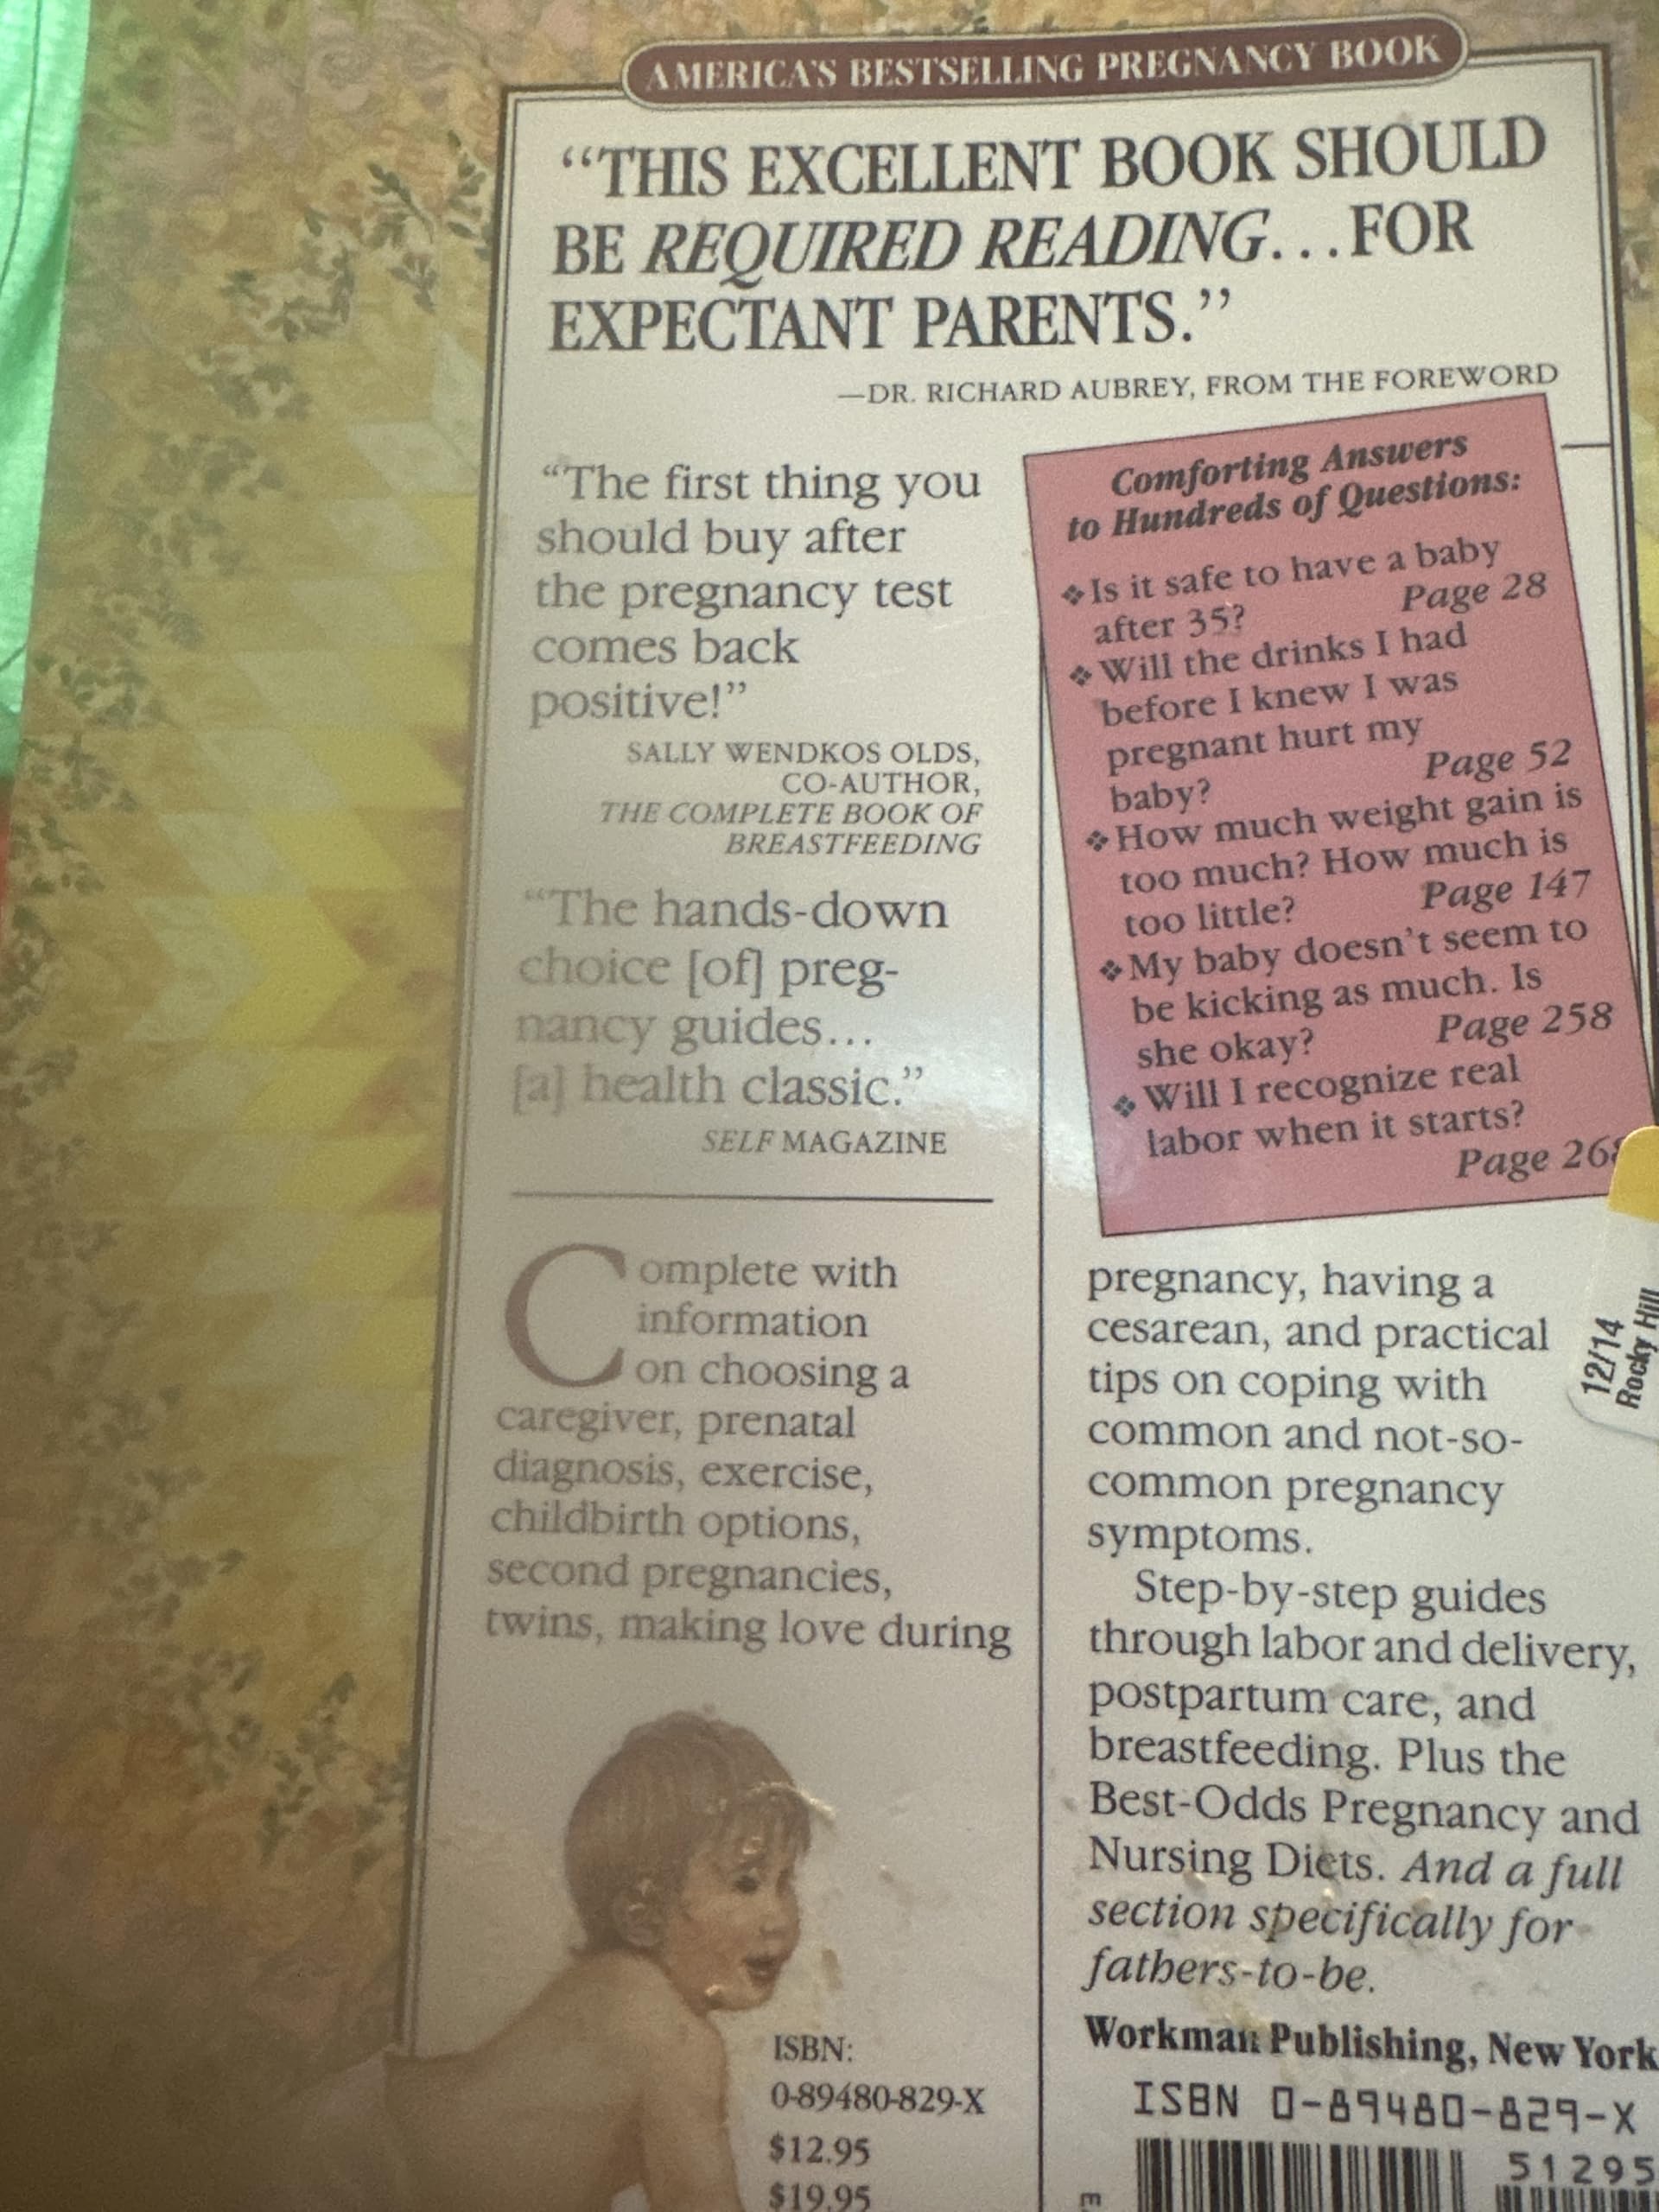 AMERICA'S BESTSELLING PREGNANCY BOOK
“THIS EXCELLENT BOOK SHOULD
BE REQUIRED READING...FOR
EXPECTANT PARENTS.”
—DR. RICHARD AUBREY, FROM THE FOREWORD
“The first thing you
should buy after
the pregnancy test
comes back
positive!”
SALLY WENDKOS OLDS,
CO-AUTHOR,
THE COMPLETE BOOK OF
BREASTFEEDING
“The hands-down
choice [of] preg-
nancy guides...
[a] health classic.”
SELF MAGAZINE
Complete with
information
on choosing a
caregiver, prenatal
diagnosis, exercise,
childbirth options,
second pregnancies,
twins, making love during
Comforting Answers
to Hundreds of Questions:
❖Is it safe to have a baby
after 35? Page 28
❖Will the drinks I had
before I knew I was
pregnant hurt my
baby? Page 52
❖How much weight gain is
too much? How much is
too little? Page 147
❖My baby doesn't seem to
be kicking as much. Is
she okay? Page 258
❖Will I recognize real
labor when it starts?
Page 268
pregnancy, having a
cesarean, and practical
tips on coping with
common and not-so-
common pregnancy
symptoms.
Step-by-step guides
through labor and delivery,
postpartum care, and
breastfeeding. Plus the
Best-Odds Pregnancy and
Nursing Diets. And a full
section specifically for
fathers-to-be.
Workman Publishing, New York
ISBN 0-89480-829-X
51295
ISBN:
0-89480-829-X
$12.95
$19.95
12/14
Rocky Hill